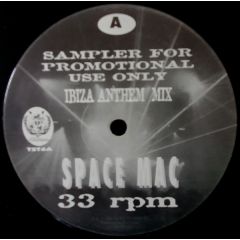 A
SAMPLER FOR
PROMOTIONAL
USE ONLY
IBIZA ANTHEM MIX
SPACE MAC
33 rpm